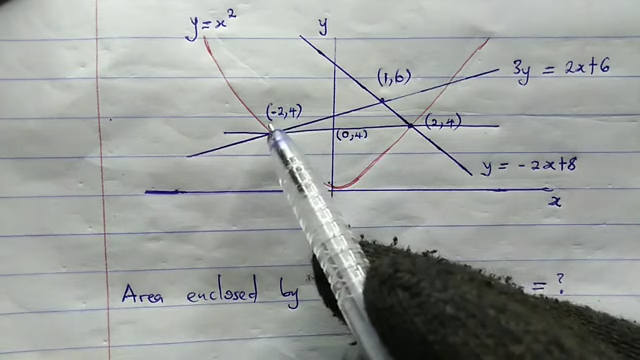 y = x²
y
(1,6)
3y = 2x+6
(-2,4)
(0,4)
(2,4)
y = -2x+8
x
Area enclosed by
= ?